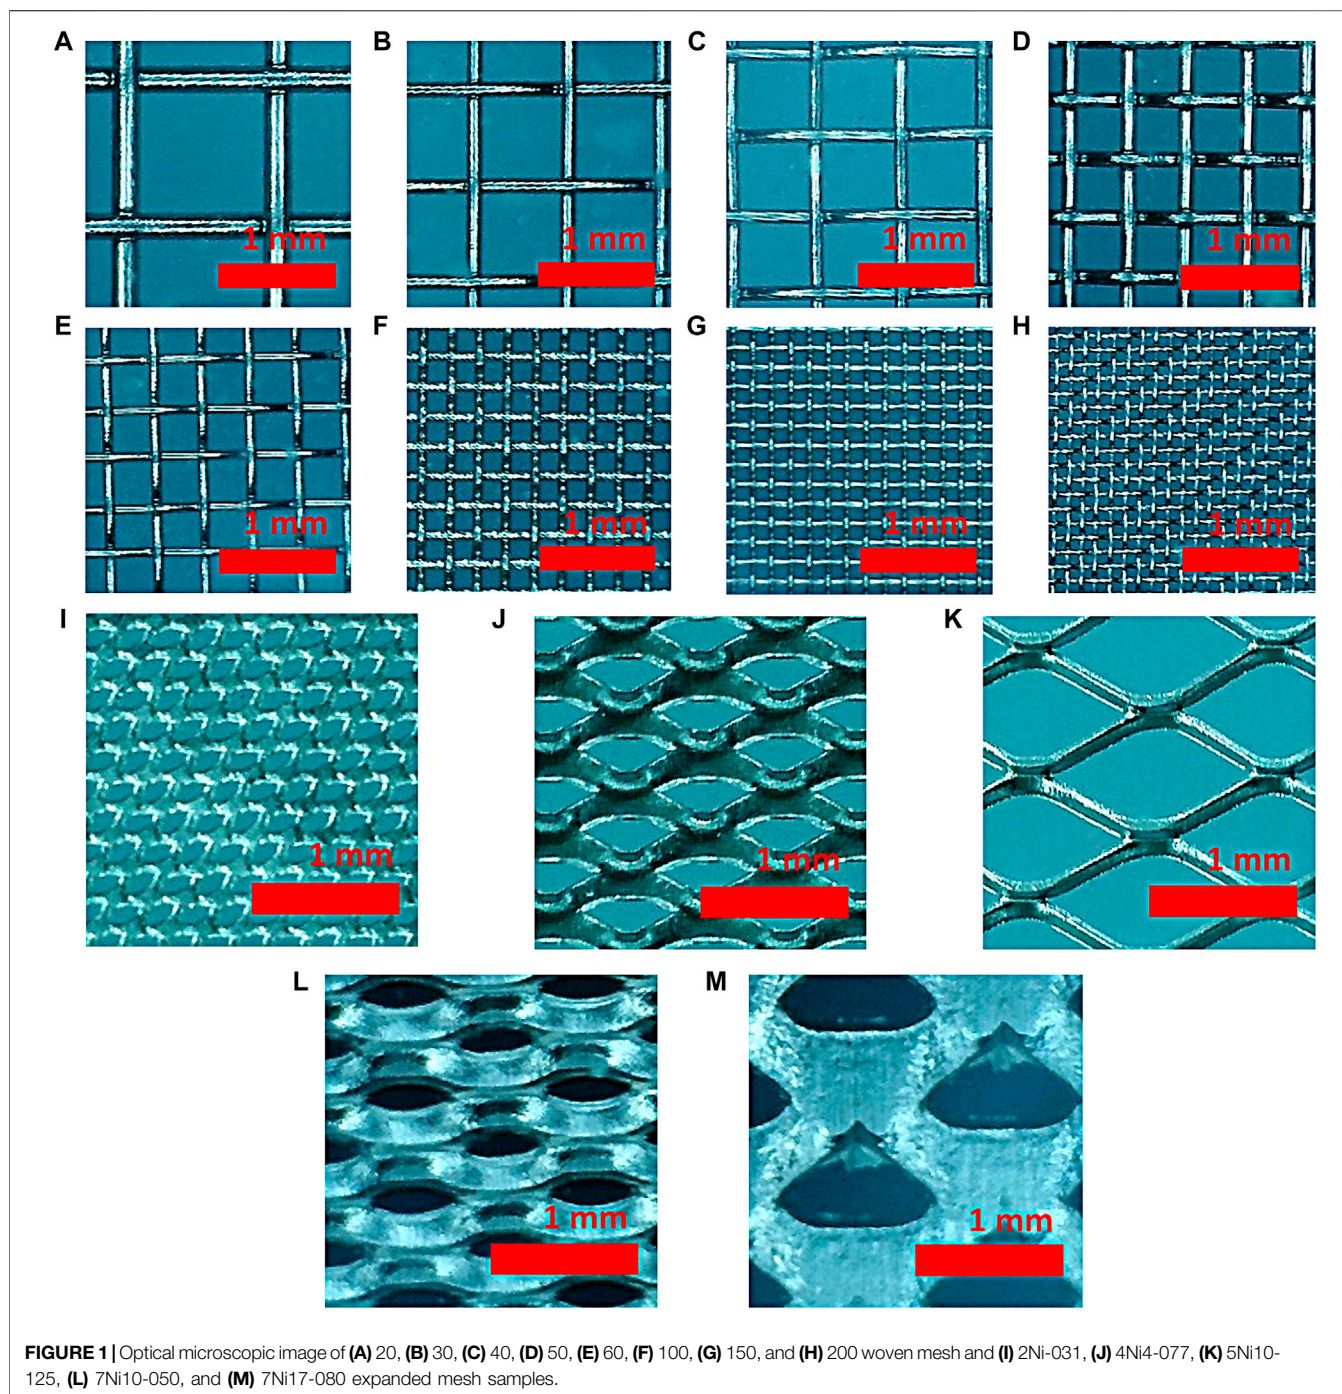 A
B
C
D
1 mm
1 mm
1 mm
1 mm
E
F
G
H
1 mm
1 mm
1 mm
1 mm
I
J
K
1 mm
1 mm
1 mm
L
M
1 mm
1 mm
FIGURE 1 | Optical microscopic image of (A) 20, (B) 30, (C) 40, (D) 50, (E) 60, (F) 100, (G) 150, and (H) 200 woven mesh and (I) 2Ni-031, (J) 4Ni4-077, (K) 5Ni10-
125, (L) 7Ni10-050, and (M) 7Ni17-080 expanded mesh samples.